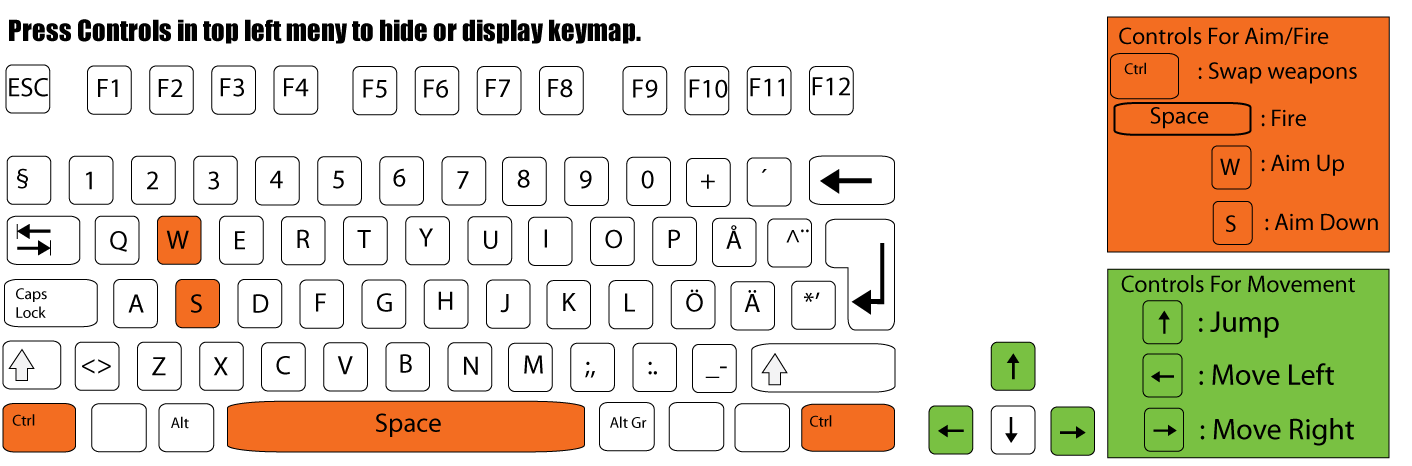 Press Controls in top left meny to hide or display keymap.
ESC F1 F2 F3 F4 F5 F6 F7 F8 F9 F10 F11 F12
§ 1 2 3 4 5 6 7 8 9 0 + ´
Q W E R T Y U I O P Å ^¨
Caps
Lock
A S D F G H J K L Ö Ä *'
<> Z X C V B N M ;, :. _-
Ctrl Alt Space Alt Gr Ctrl
Controls For Aim/Fire
Ctrl : Swap weapons
Space : Fire
W : Aim Up
S : Aim Down
Controls For Movement
↑ : Jump
← : Move Left
→ : Move Right